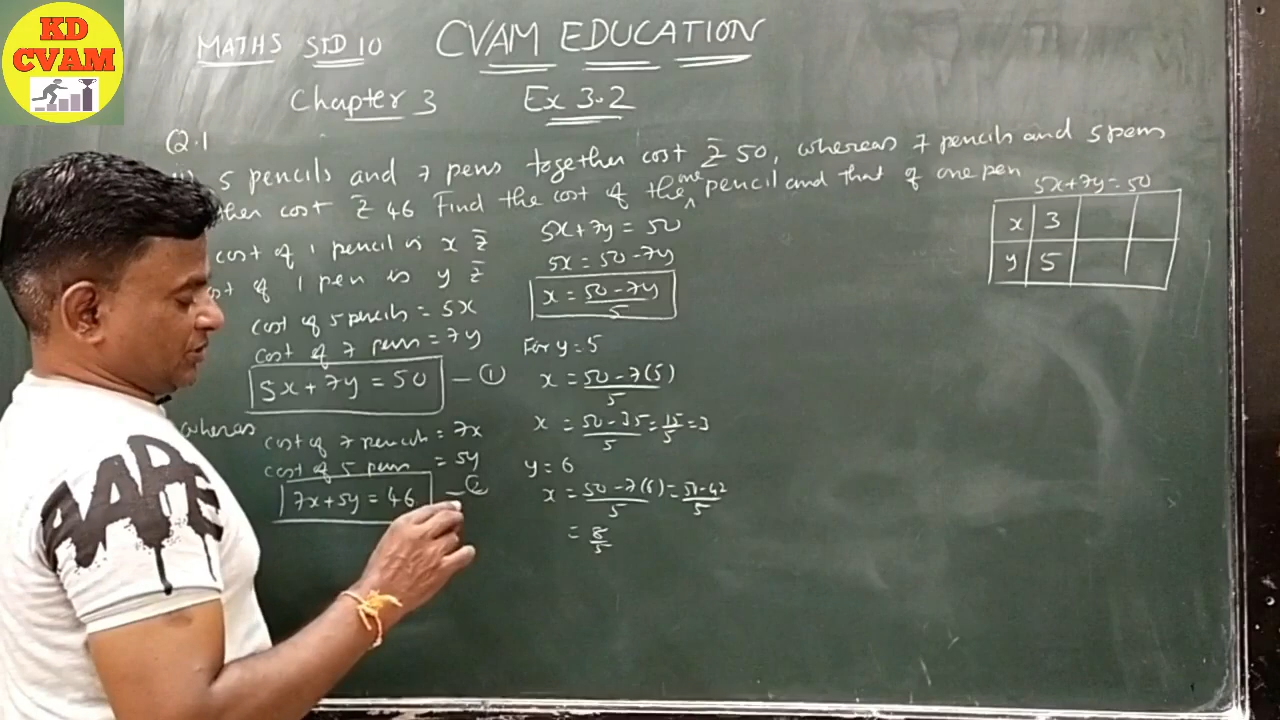 KD
CVAM
MATHS STD 10 CVAM EDUCATION
Chapter 3 Ex 3.2
Q.1
5 pencils and 7 pens together cost ₹ 50, whereas 7 pencils and 5 pens
cost ₹ 46 Find the cost of the one pencil and that of one pen
cost of 1 pencil is x ₹
of 1 pen is y ₹
cost of 5 pencils = 5x
cost of 7 pens = 7y
5x + 7y = 50 — ①
whereas
cost of 7 pencils = 7x
cost of 5 pens = 5y
7x + 5y = 46 — ②
5x + 7y = 50
5x = 50 - 7y
x = 50 - 7y / 5
For y = 5
x = 50 - 7(5) / 5
x = 50 - 35 / 5 = 15 / 5 = 3
y = 6
x = 50 - 7(6) / 5 = 50 - 42 / 5
= 8 / 5
5x + 7y = 50
x 3
y 5